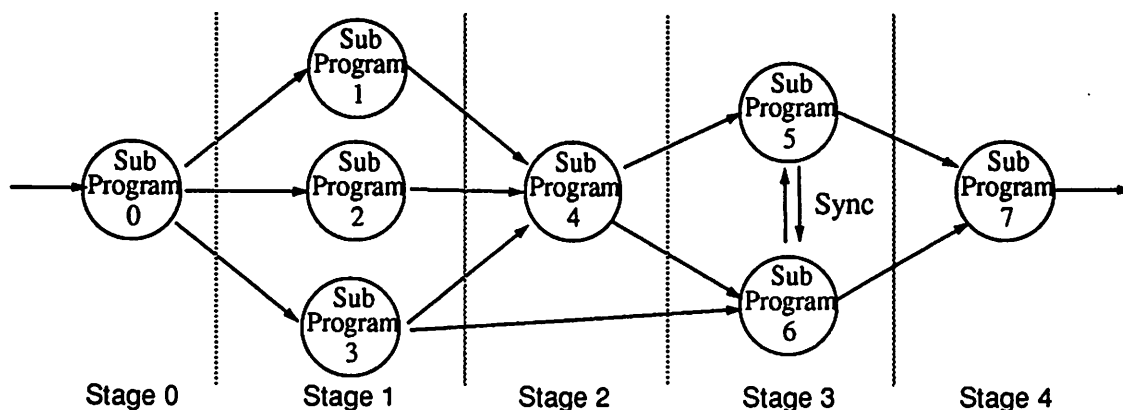 Sub
Program
0
Sub
Program
1
Sub
Program
2
Sub
Program
3
Sub
Program
4
Sub
Program
5
Sync
Sub
Program
6
Sub
Program
7
Stage 0
Stage 1
Stage 2
Stage 3
Stage 4